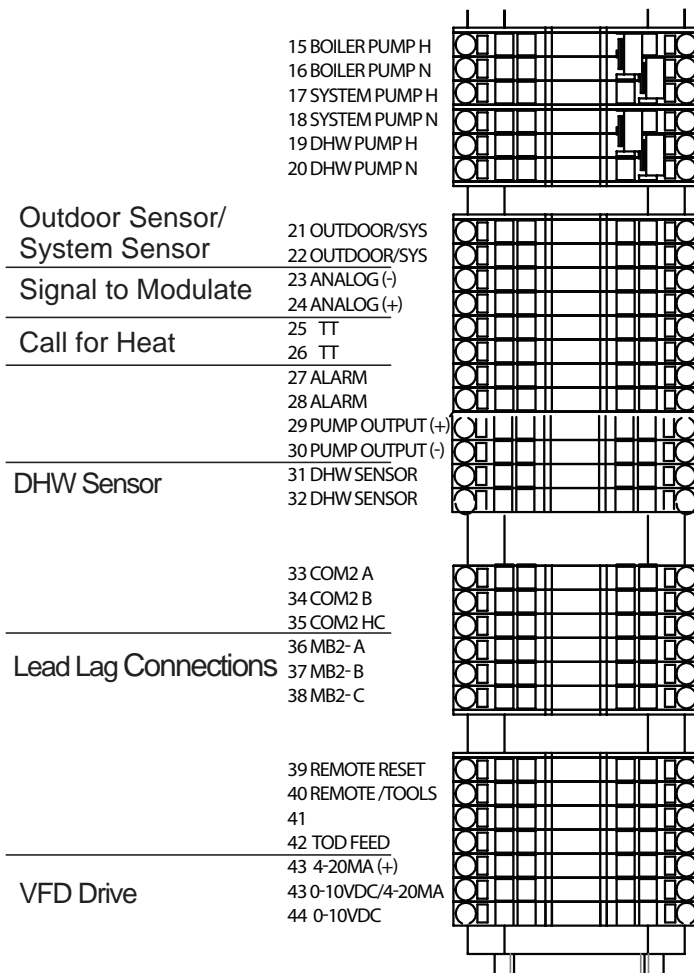 15 BOILER PUMP H
16 BOILER PUMP N
17 SYSTEM PUMP H
18 SYSTEM PUMP N
19 DHW PUMP H
20 DHW PUMP N
Outdoor Sensor/
System Sensor
21 OUTDOOR/SYS
22 OUTDOOR/SYS
Signal to Modulate
23 ANALOG (-)
24 ANALOG (+)
Call for Heat
25 TT
26 TT
27 ALARM
28 ALARM
29 PUMP OUTPUT (+)
30 PUMP OUTPUT (-)
DHW Sensor
31 DHW SENSOR
32 DHW SENSOR
33 COM2 A
34 COM2 B
35 COM2 HC
Lead Lag Connections
36 MB2- A
37 MB2- B
38 MB2- C
39 REMOTE RESET
40 REMOTE /TOOLS
41
42 TOD FEED
VFD Drive
43 4-20MA (+)
43 0-10VDC/4-20MA
44 0-10VDC